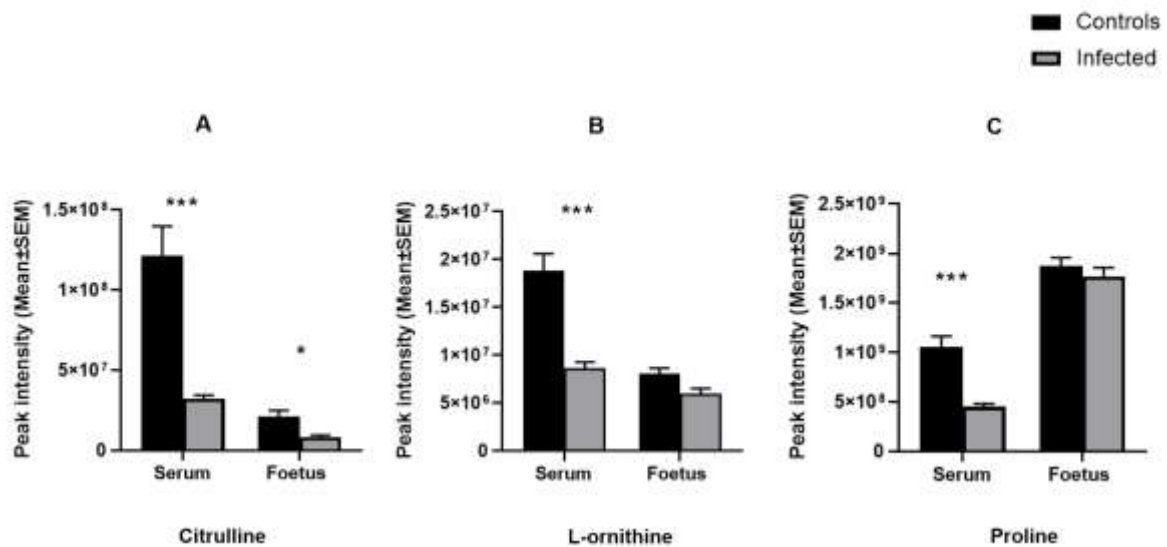 Controls
Infected
A
B
C
Peak intensity (Mean±SEM)
1.5×10⁸
1×10⁸
5×10⁷
0
***
*
Serum
Foetus
Citrulline
Peak intensity (Mean±SEM)
2.5×10⁷
2×10⁷
1.5×10⁷
1×10⁷
5×10⁶
0
***
Serum
Foetus
L-ornithine
Peak intensity (Mean±SEM)
2.5×10⁹
2×10⁹
1.5×10⁹
1×10⁹
5×10⁸
0
***
Serum
Foetus
Proline